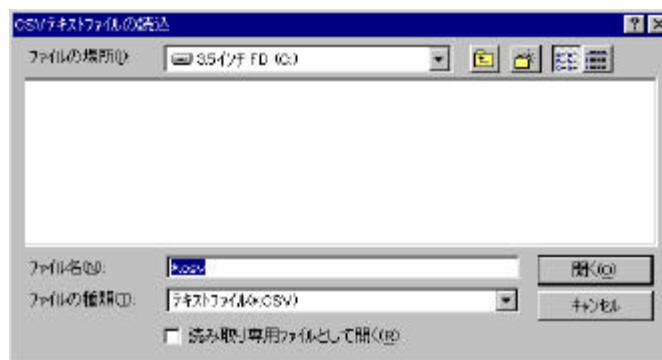 CSVテキストファイルの読込
ファイルの場所(I):
3.5インチ FD (C:)
ファイル名(N):
*.csv
開く(O)
ファイルの種類(T):
テキストファイル(*.CSV)
キャンセル
読み取り専用ファイルとして開く(R)